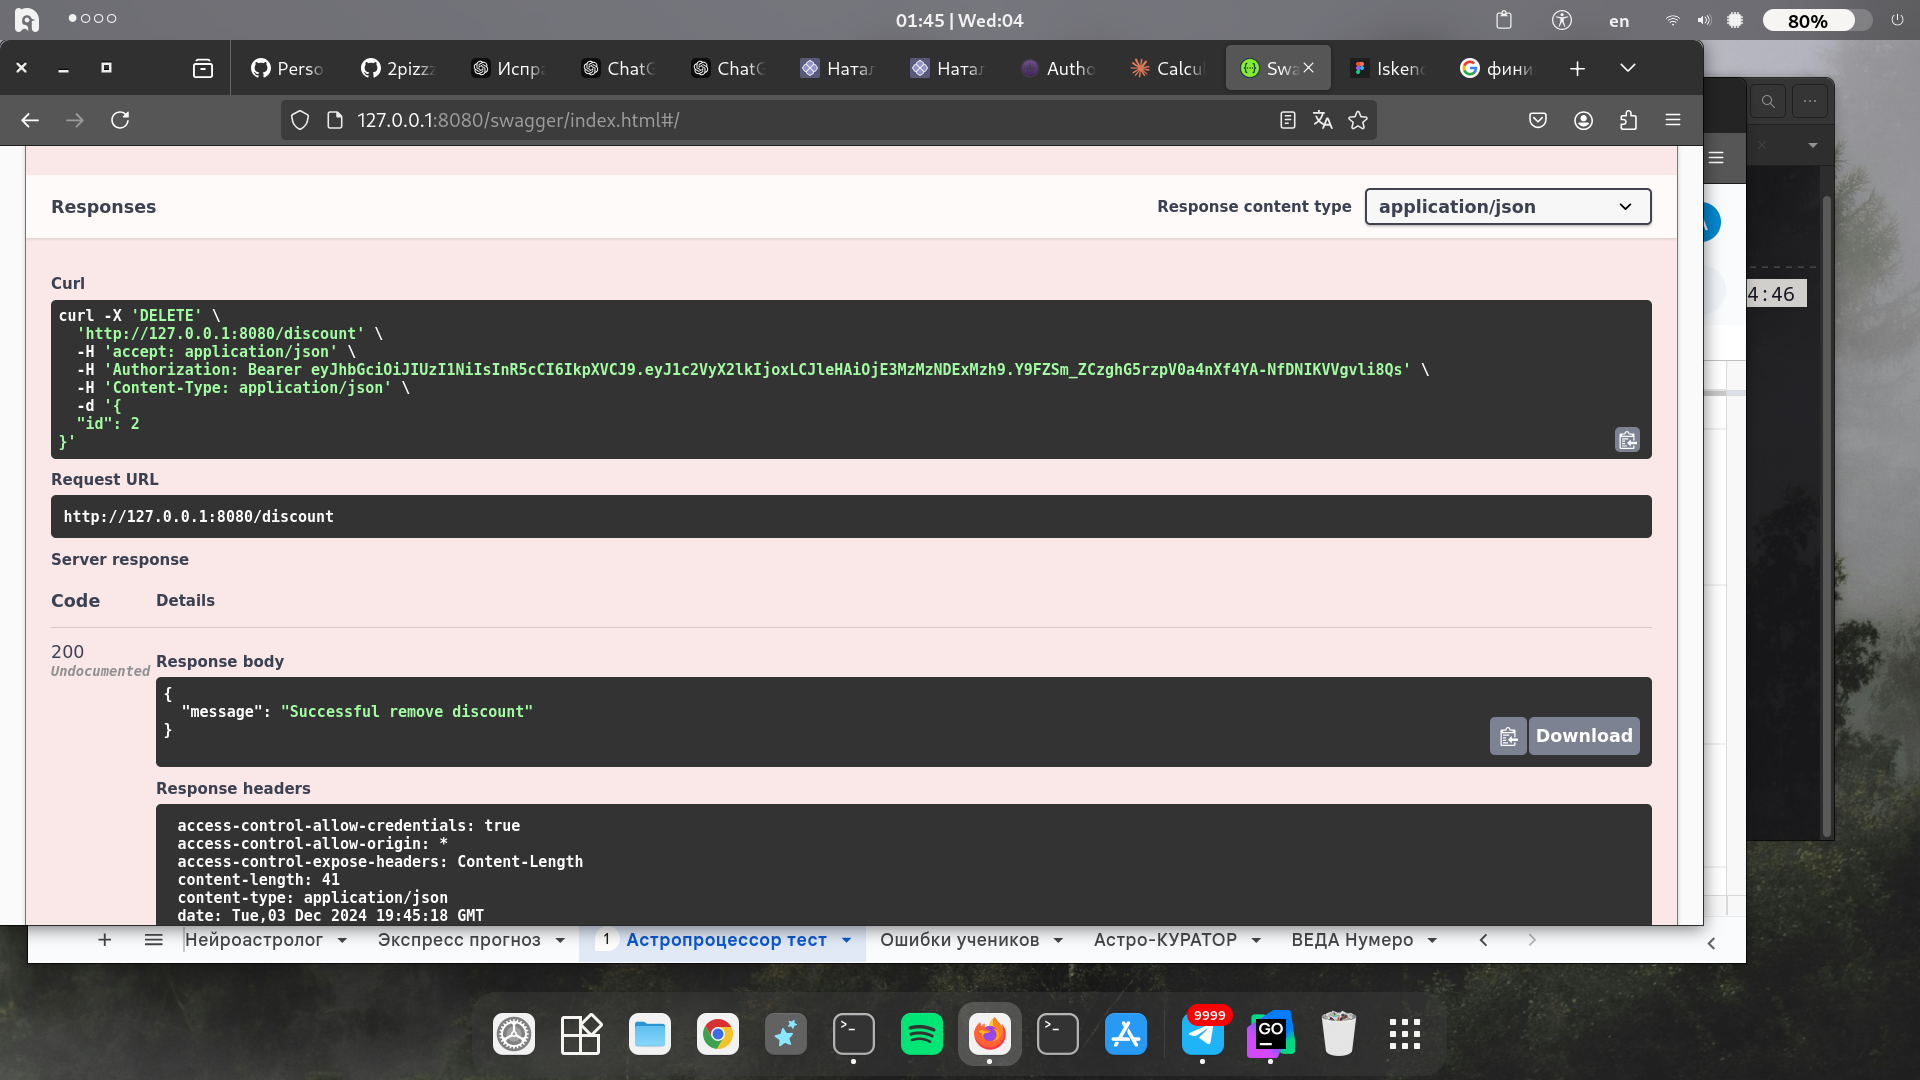 01:45 | Wed:04
en
80%
Perso
2pizzz
Испра
ChatG
ChatG
Натал
Натал
Autho
Calcul
Swa
Isken
фини
127.0.0.1:8080/swagger/index.html#/
Responses
Response content type
application/json
4:46
Curl
curl -X 'DELETE' \
'http://127.0.0.1:8080/discount' \
-H 'accept: application/json' \
-H 'Authorization: Bearer eyJhbGciOiJIUzI1NiIsInR5cCI6IkpXVCJ9.eyJ1c2VyX2lkIjoxLCJleHAiOjE3MzMzNDExMzh9.Y9FZSm_ZCzghG5rzpV0a4nXf4YA-NfDNIKVVgvli8Qs' \
-H 'Content-Type: application/json' \
-d '{
"id": 2
}'
Request URL
http://127.0.0.1:8080/discount
Server response
Code
Details
200
Undocumented
Response body
{
"message": "Successful remove discount"
}
Download
Response headers
access-control-allow-credentials: true
access-control-allow-origin: *
access-control-expose-headers: Content-Length
content-length: 41
content-type: application/json
date: Tue,03 Dec 2024 19:45:18 GMT
Нейроастролог
Экспресс прогноз
1
Астропроцессор тест
Ошибки учеников
Астро-КУРАТОР
ВЕДА Нумеро
9999
GO